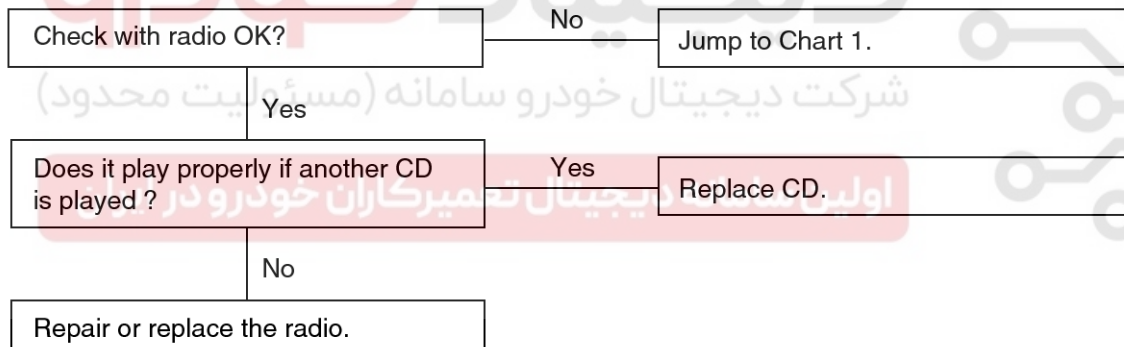 Check with radio OK?
No
Jump to Chart 1.
شرکت دیجیتال خودرو سامانه (مسئولیت محدود)
Yes
Does it play properly if another CD
is played ?
Yes
Replace CD.
اولین سامانه دیجیتال تعمیرکاران خودرو در ایران
No
Repair or replace the radio.